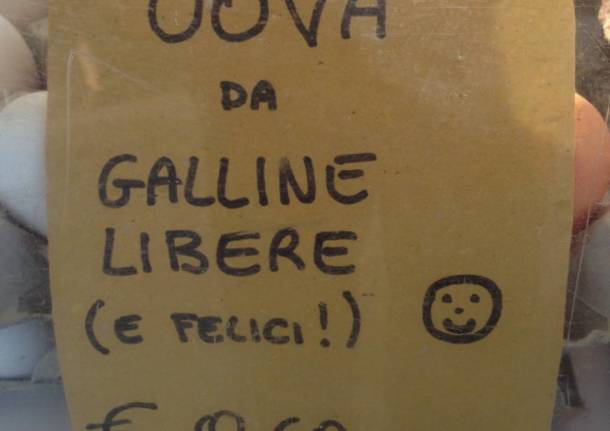 UOVA
DA
GALLINE
LIBERE
(E FELICI!)
€